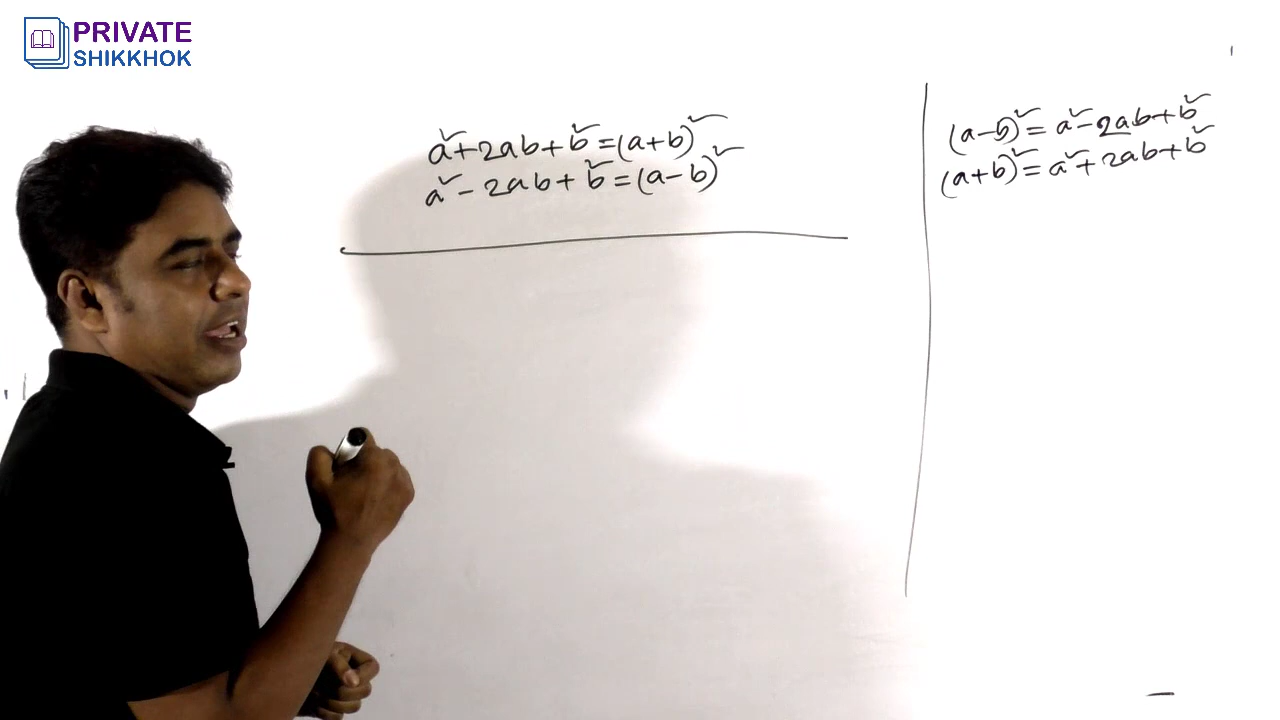 PRIVATE
SHIKKHOK
a²+2ab+b²=(a+b)²
a²-2ab+b²=(a-b)²
(a-b)²=a²-2ab+b²
(a+b)²=a²+2ab+b²